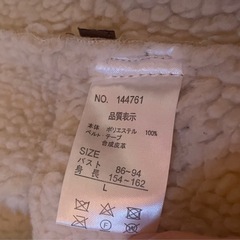 NO. 144761
品質表示
本体 ポリエステル 100%
ベルト テープ
合成皮革
SIZE
バスト 86-94
身長 154-162
L